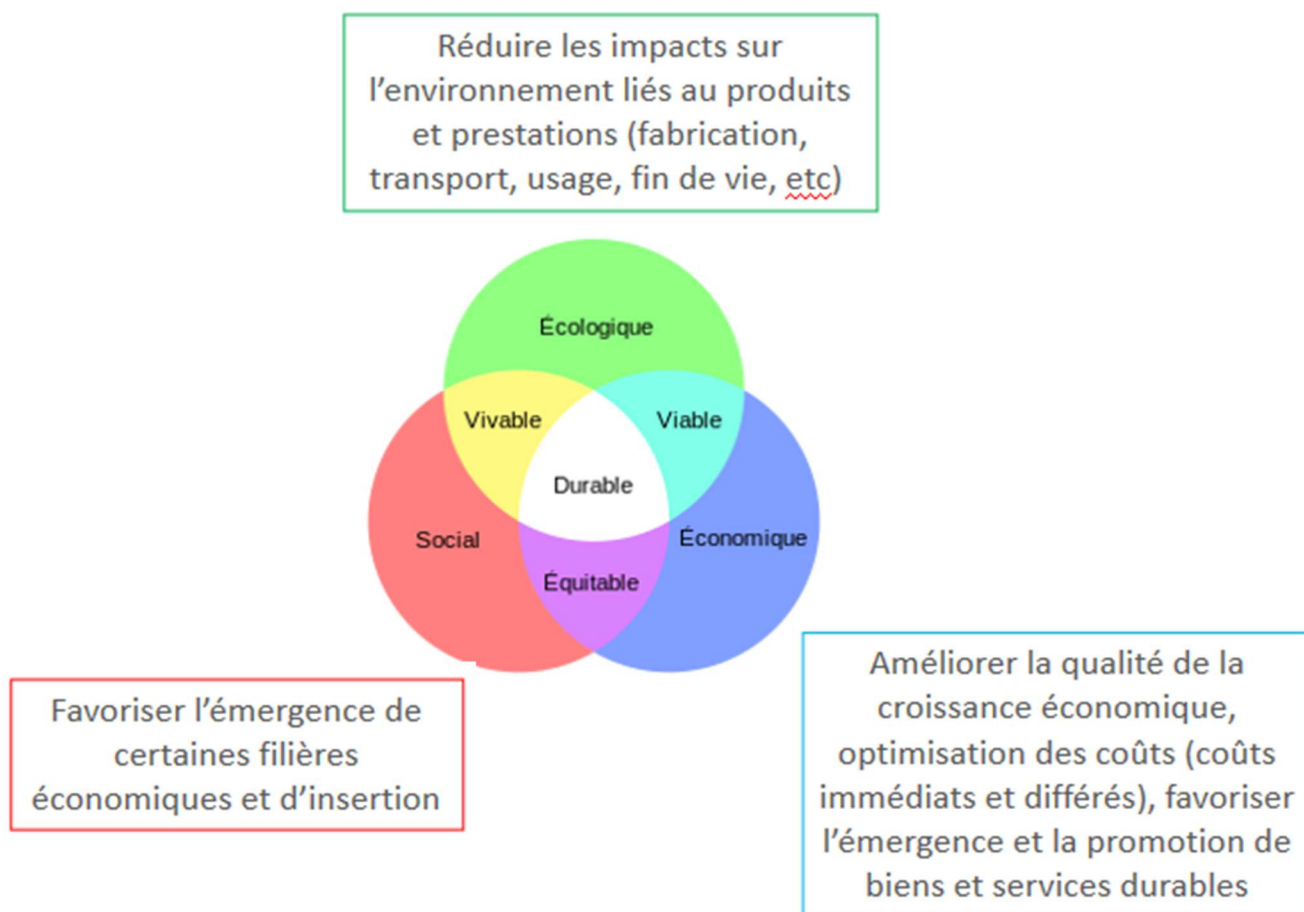 Réduire les impacts sur
l’environnement liés au produits
et prestations (fabrication,
transport, usage, fin de vie, etc)
Écologique
Vivable
Viable
Durable
Social
Économique
Équitable
Favoriser l’émergence de
certaines filières
économiques et d’insertion
Améliorer la qualité de la
croissance économique,
optimisation des coûts (coûts
immédiats et différés), favoriser
l’émergence et la promotion de
biens et services durables